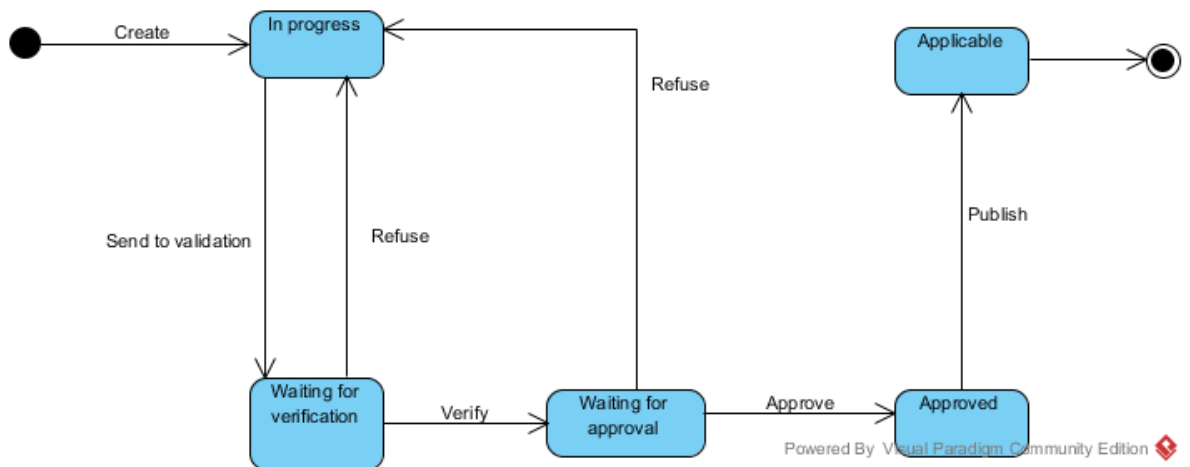 Create
In progress
Applicable
Refuse
Send to validation
Refuse
Publish
Waiting for
verification
Verify
Waiting for
approval
Approve
Approved
Powered By Visual Paradigm Community Edition